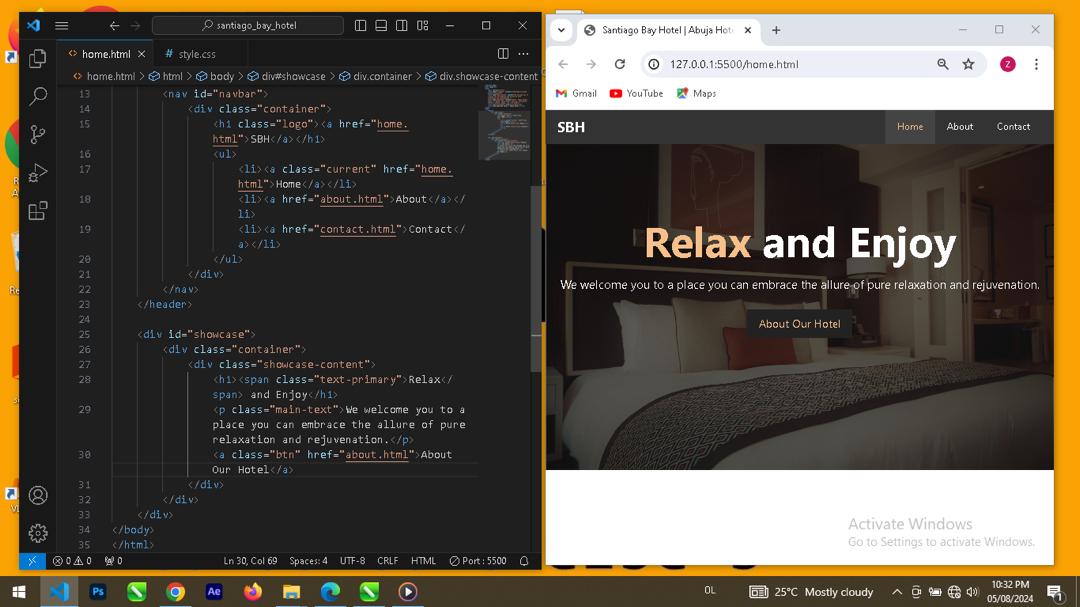 santiago_bay_hotel
home.html
# style.css
home.html > html > body > div#showcase > div.container > div.showcase-content
13 <nav id="navbar">
14 <div class="container">
15 <h1 class="logo"><a href="home.
html">SBH</a></h1>
16 <ul>
17 <li><a class="current" href="home.
html">Home</a></li>
18 <li><a href="about.html">About</a></
li>
19 <li><a href="contact.html">Contact</
a></li>
20 </ul>
21 </div>
22 </nav>
23 </header>
24
25 <div id="showcase">
26 <div class="container">
27 <div class="showcase-content">
28 <h1><span class="text-primary">Relax</
span> and Enjoy</h1>
29 <p class="main-text">We welcome you to a
place you can embrace the allure of pure
relaxation and rejuvenation.</p>
30 <a class="btn" href="about.html">About
Our Hotel</a>
31 </div>
32 </div>
33 </div>
34 </body>
35 </html>
0 0 0 Ln 30, Col 69 Spaces: 4 UTF-8 CRLF HTML Port : 5500
Santiago Bay Hotel | Abuja Hot
127.0.0.1:5500/home.html
Z
Gmail YouTube Maps
SBH Home About Contact
Relax and Enjoy
We welcome you to a place you can embrace the allure of pure relaxation and rejuvenation.
About Our Hotel
Activate Windows
Go to Settings to activate Windows.
Ps Ae
0L 25°C Mostly cloudy
10:32 PM
05/08/2024
1